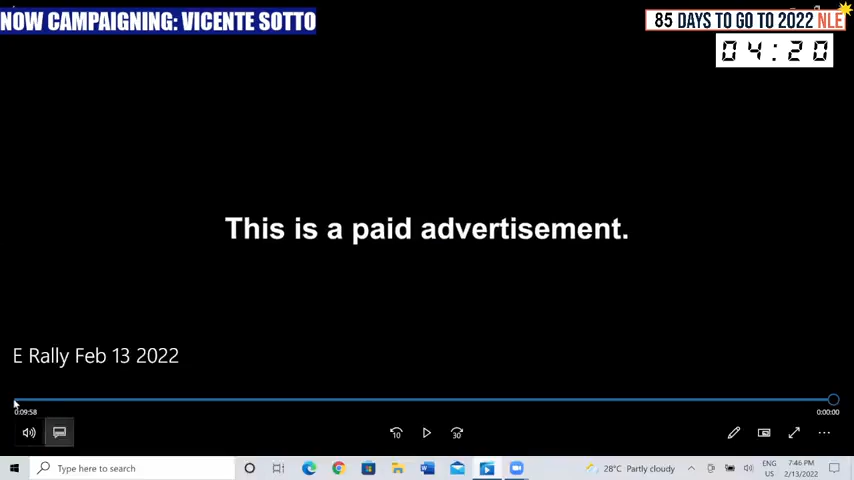 NOW CAMPAIGNING: VICENTE SOTTO
85 DAYS TO GO TO 2022 NLE
04:20
This is a paid advertisement.
E Rally Feb 13 2022
0:09:58
0:00:00
10
30
Type here to search
28°C Partly cloudy
ENG
US
7:46 PM
2/13/2022